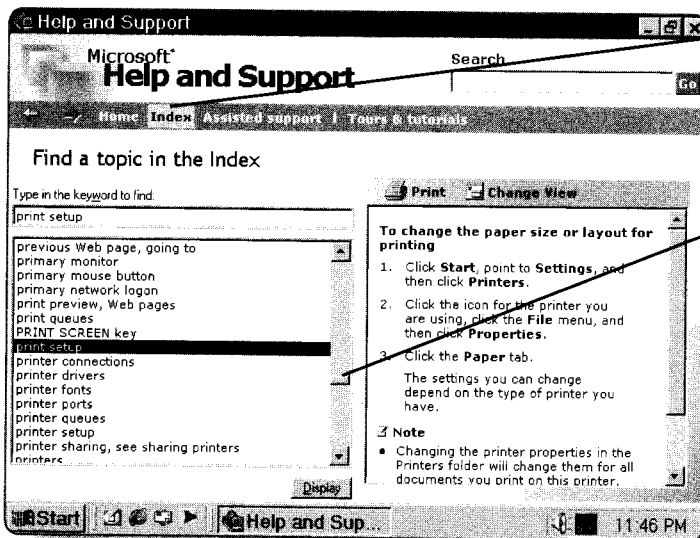 Help and Support
Microsoft
Help and Support
Search
Go
Home Index Assisted support | Tours & tutorials
Find a topic in the Index
Type in the keyword to find:
print setup
previous Web page, going to
primary monitor
primary mouse button
primary network logon
print preview, Web pages
print queues
PRINT SCREEN key
print setup
printer connections
printer drivers
printer fonts
printer ports
printer queues
printer setup
printer sharing, see sharing printers
printers
Display
Print Change View
To change the paper size or layout for
printing
1. Click Start, point to Settings, and
then click Printers.
2. Click the icon for the printer you
are using, click the File menu, and
then click Properties.
3. Click the Paper tab.
The settings you can change
depend on the type of printer you
have.
Note
• Changing the printer properties in the
Printers folder will change them for all
documents you print on this printer.
Start Help and Sup... 11:46 PM